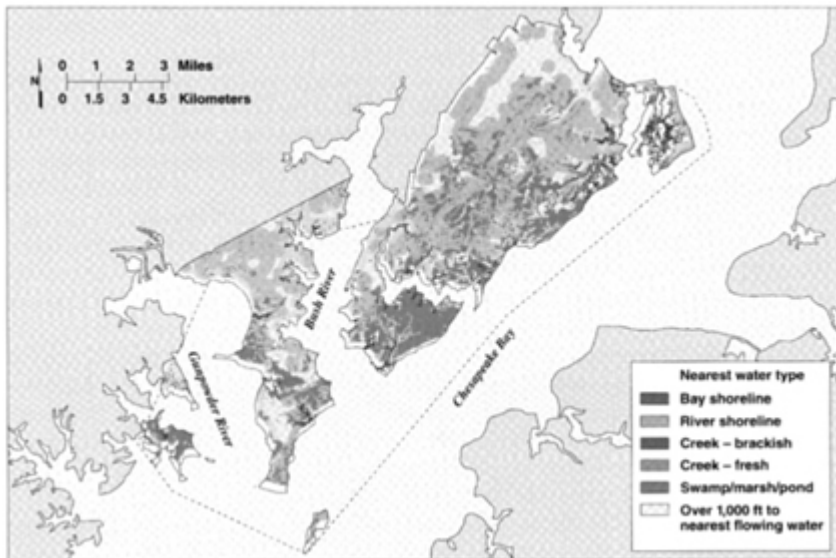 0 1 2 3 Miles
N
0 1.5 3 4.5 Kilometers
Bush River
Gunpowder River
Chesapeake Bay
Nearest water type
Bay shoreline
River shoreline
Creek – brackish
Creek – fresh
Swamp/marsh/pond
Over 1,000 ft to
nearest flowing water